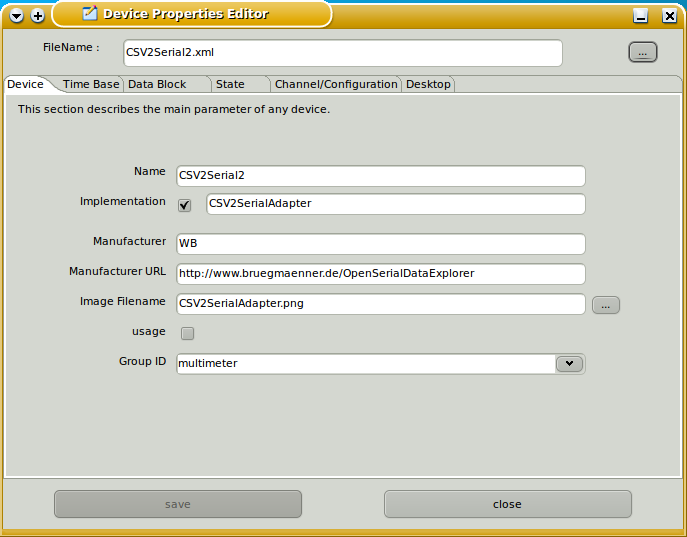 Device Properties Editor
FileName :
CSV2Serial2.xml
...
Device Time Base Data Block State Channel/Configuration Desktop
This section describes the main parameter of any device.
Name CSV2Serial2
Implementation CSV2SerialAdapter
Manufacturer WB
Manufacturer URL http://www.bruegmaenner.de/OpenSerialDataExplorer
Image Filename CSV2SerialAdapter.png ...
usage
Group ID multimeter
save close